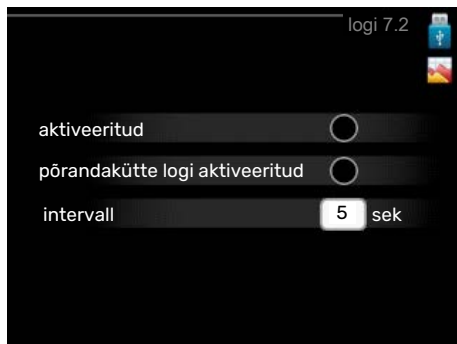 logi 7.2
aktiveeritud
põrandakütte logi aktiveeritud
intervall 5 sek